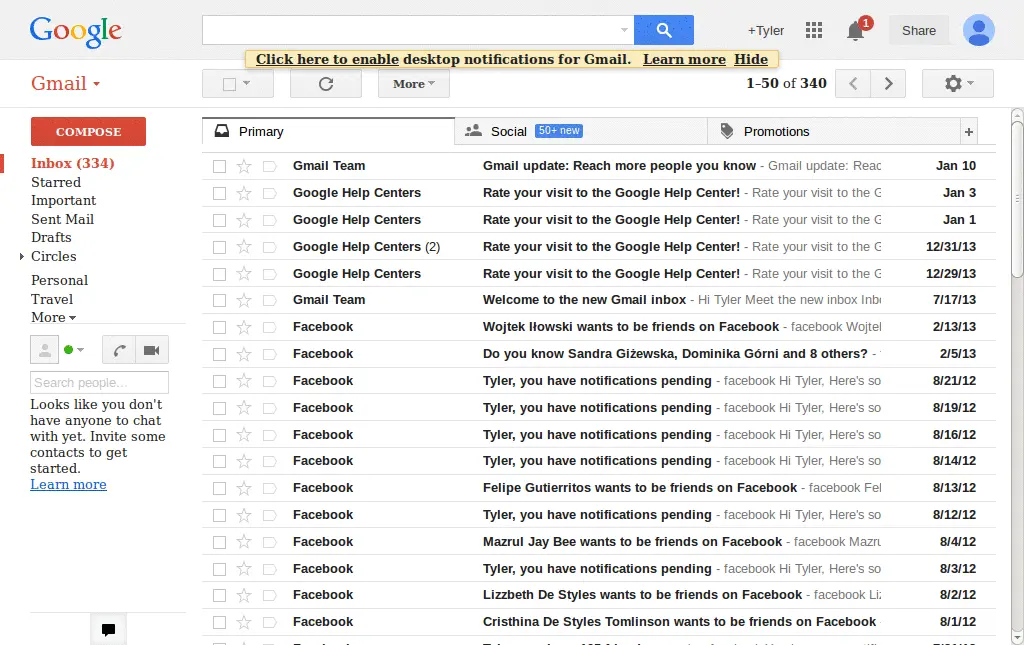 Google
+Tyler
1
Share
Click here to enable desktop notifications for Gmail. Learn more Hide
Gmail
More
1–50 of 340
COMPOSE
Primary
Social 50+ new
Promotions
+
Inbox (334)
Starred
Important
Sent Mail
Drafts
Circles
Personal
Travel
More
Search people...
Looks like you don't
have anyone to chat
with yet. Invite some
contacts to get
started.
Learn more
Gmail Team Gmail update: Reach more people you know - Gmail update: Reac Jan 10
Google Help Centers Rate your visit to the Google Help Center! - Rate your visit to the G Jan 3
Google Help Centers Rate your visit to the Google Help Center! - Rate your visit to the G Jan 1
Google Help Centers (2) Rate your visit to the Google Help Center! - Rate your visit to the G 12/31/13
Google Help Centers Rate your visit to the Google Help Center! - Rate your visit to the G 12/29/13
Gmail Team Welcome to the new Gmail inbox - Hi Tyler Meet the new inbox Inb 7/17/13
Facebook Wojtek Iłowski wants to be friends on Facebook - facebook Wojtek 2/13/13
Facebook Do you know Sandra Giżewska, Dominika Górni and 8 others? - 2/5/13
Facebook Tyler, you have notifications pending - facebook Hi Tyler, Here's so 8/21/12
Facebook Tyler, you have notifications pending - facebook Hi Tyler, Here's so 8/19/12
Facebook Tyler, you have notifications pending - facebook Hi Tyler, Here's so 8/16/12
Facebook Tyler, you have notifications pending - facebook Hi Tyler, Here's so 8/14/12
Facebook Felipe Gutierritos wants to be friends on Facebook - facebook Fel 8/13/12
Facebook Tyler, you have notifications pending - facebook Hi Tyler, Here's so 8/12/12
Facebook Mazrul Jay Bee wants to be friends on Facebook - facebook Mazru 8/4/12
Facebook Tyler, you have notifications pending - facebook Hi Tyler, Here's so 8/3/12
Facebook Lizzbeth De Styles wants to be friends on Facebook - facebook Liz 8/2/12
Facebook Cristhina De Styles Tomlinson wants to be friends on Facebook 8/1/12